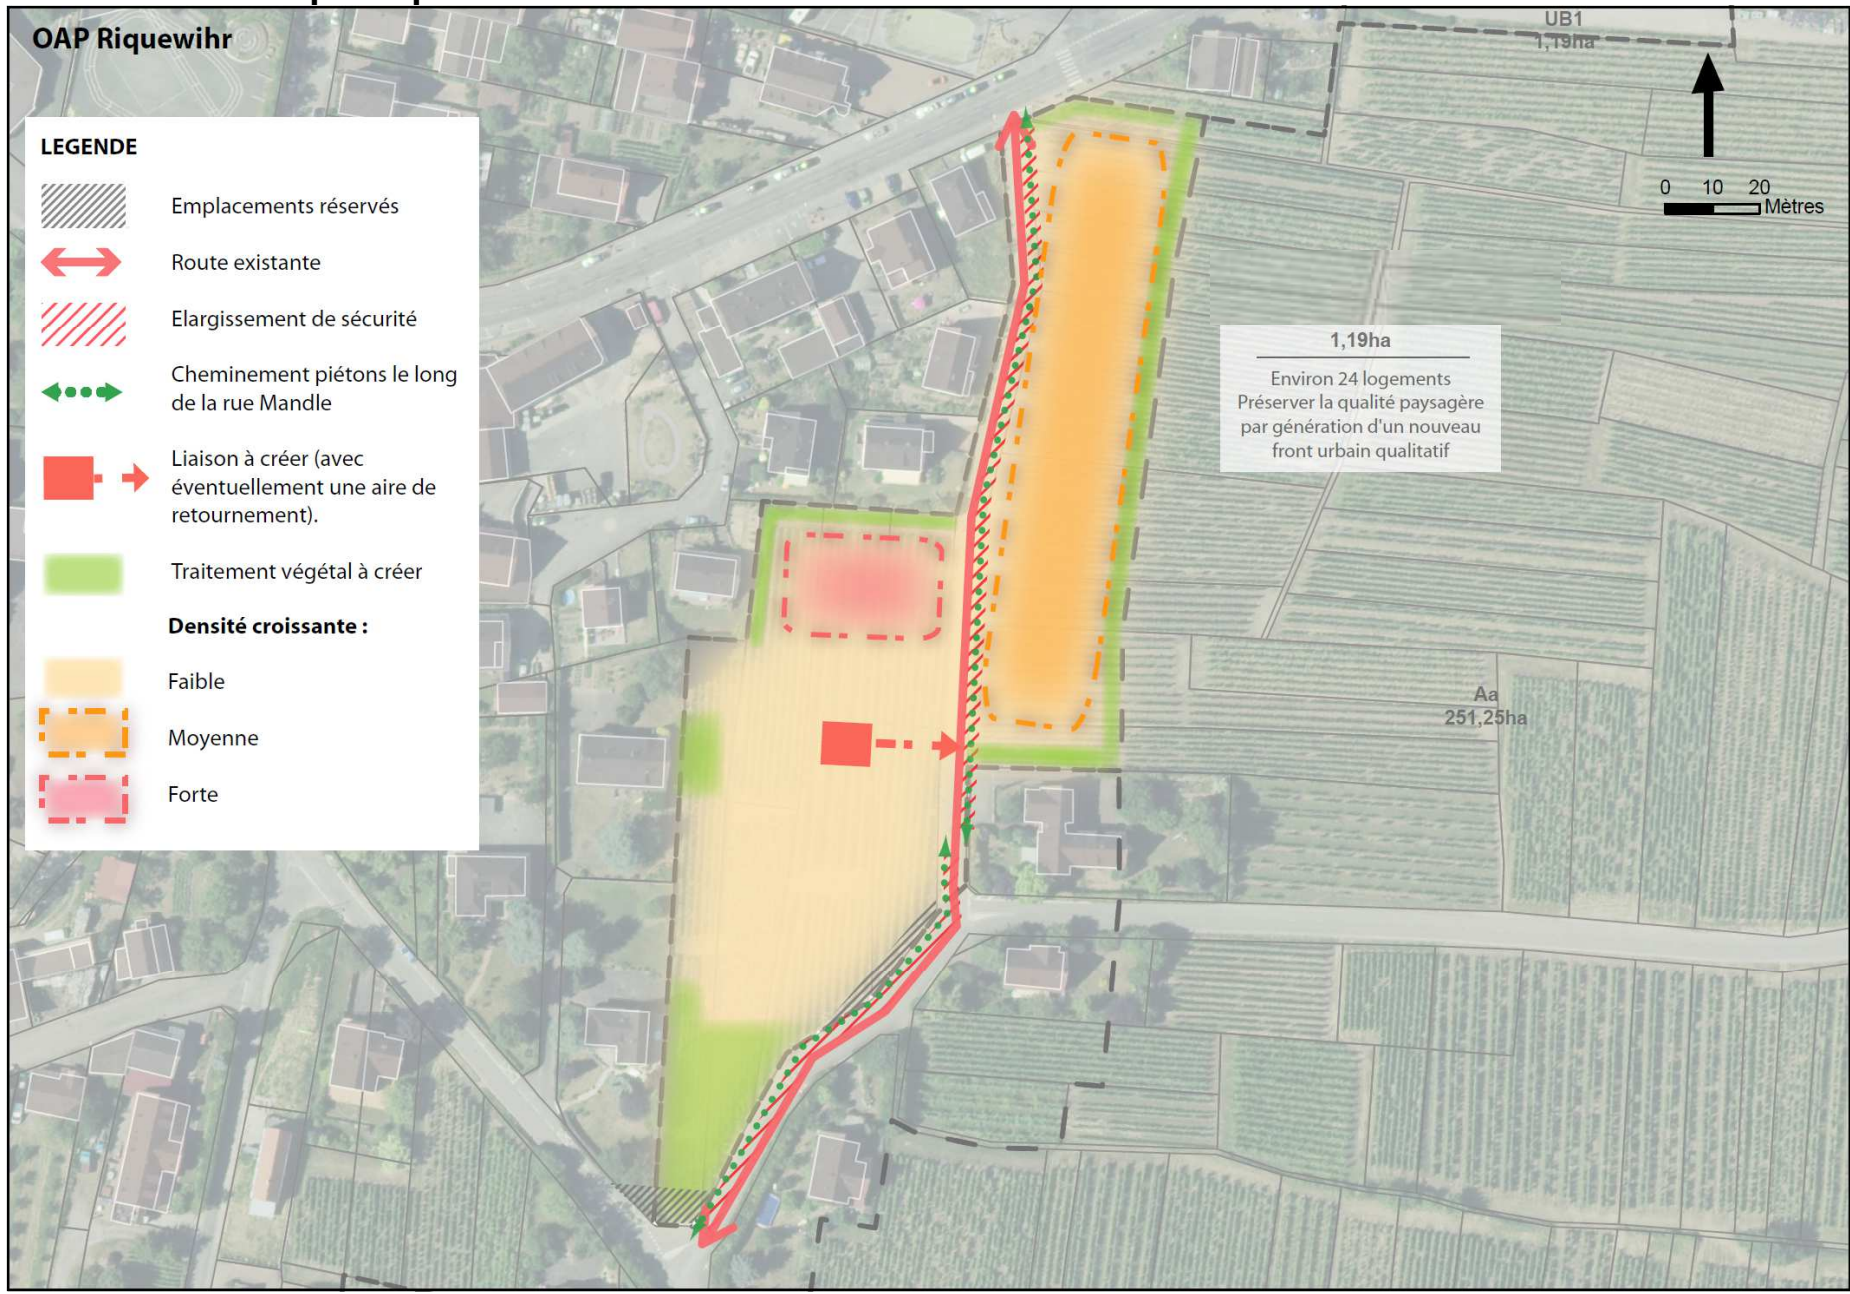 OAP Riquewihr
UB1
1,19ha
LEGENDE
Emplacements réservés
Route existante
Elargissement de sécurité
Cheminement piétons le long
de la rue Mandle
Liaison à créer (avec
éventuellement une aire de
retournement).
Traitement végétal à créer
Densité croissante :
Faible
Moyenne
Forte
0 10 20
Mètres
1,19ha
Environ 24 logements
Préserver la qualité paysagère
par génération d'un nouveau
front urbain qualitatif
Aa
251,25ha